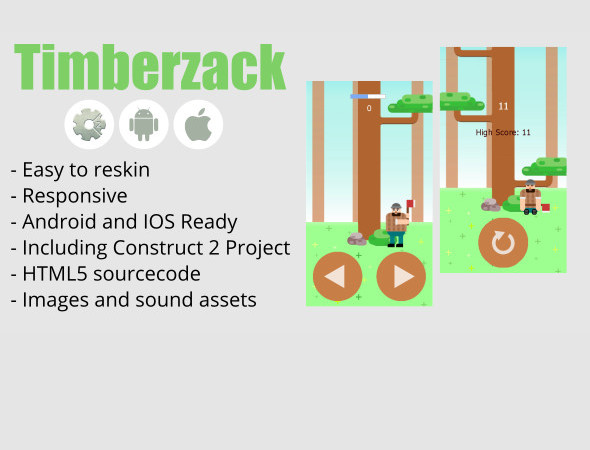 Timberzack
- Easy to reskin
- Responsive
- Android and IOS Ready
- Including Construct 2 Project
- HTML5 sourcecode
- Images and sound assets
0
11
High Score: 11